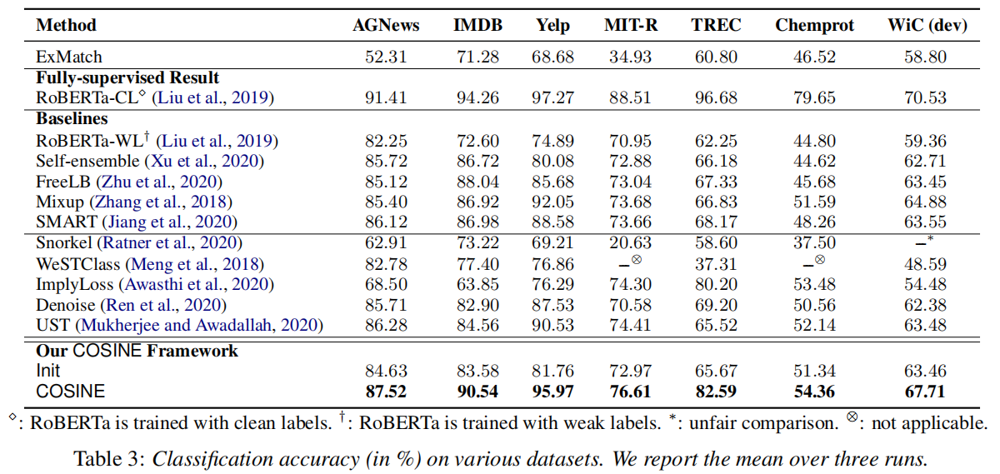 Method AGNews IMDB Yelp MIT-R TREC Chemprot WiC (dev)
ExMatch 52.31 71.28 68.68 34.93 60.80 46.52 58.80
Fully-supervised Result
RoBERTa-CL⋄ (Liu et al., 2019) 91.41 94.26 97.27 88.51 96.68 79.65 70.53
Baselines
RoBERTa-WL† (Liu et al., 2019) 82.25 72.60 74.89 70.95 62.25 44.80 59.36
Self-ensemble (Xu et al., 2020) 85.72 86.72 80.08 72.88 66.18 44.62 62.71
FreeLB (Zhu et al., 2020) 85.12 88.04 85.68 73.04 67.33 45.68 63.45
Mixup (Zhang et al., 2018) 85.40 86.92 92.05 73.68 66.83 51.59 64.88
SMART (Jiang et al., 2020) 86.12 86.98 88.58 73.66 68.17 48.26 63.55
Snorkel (Ratner et al., 2020) 62.91 73.22 69.21 20.63 58.60 37.50 –*
WeSTClass (Meng et al., 2018) 82.78 77.40 76.86 –⊗ 37.31 –⊗ 48.59
ImplyLoss (Awasthi et al., 2020) 68.50 63.85 76.29 74.30 80.20 53.48 54.48
Denoise (Ren et al., 2020) 85.71 82.90 87.53 70.58 69.20 50.56 62.38
UST (Mukherjee and Awadallah, 2020) 86.28 84.56 90.53 74.41 65.52 52.14 63.48
Our COSINE Framework
Init 84.63 83.58 81.76 72.97 65.67 51.34 63.46
COSINE 87.52 90.54 95.97 76.61 82.59 54.36 67.71
⋄: RoBERTa is trained with clean labels. †: RoBERTa is trained with weak labels. *: unfair comparison. ⊗: not applicable.
Table 3: Classification accuracy (in %) on various datasets. We report the mean over three runs.